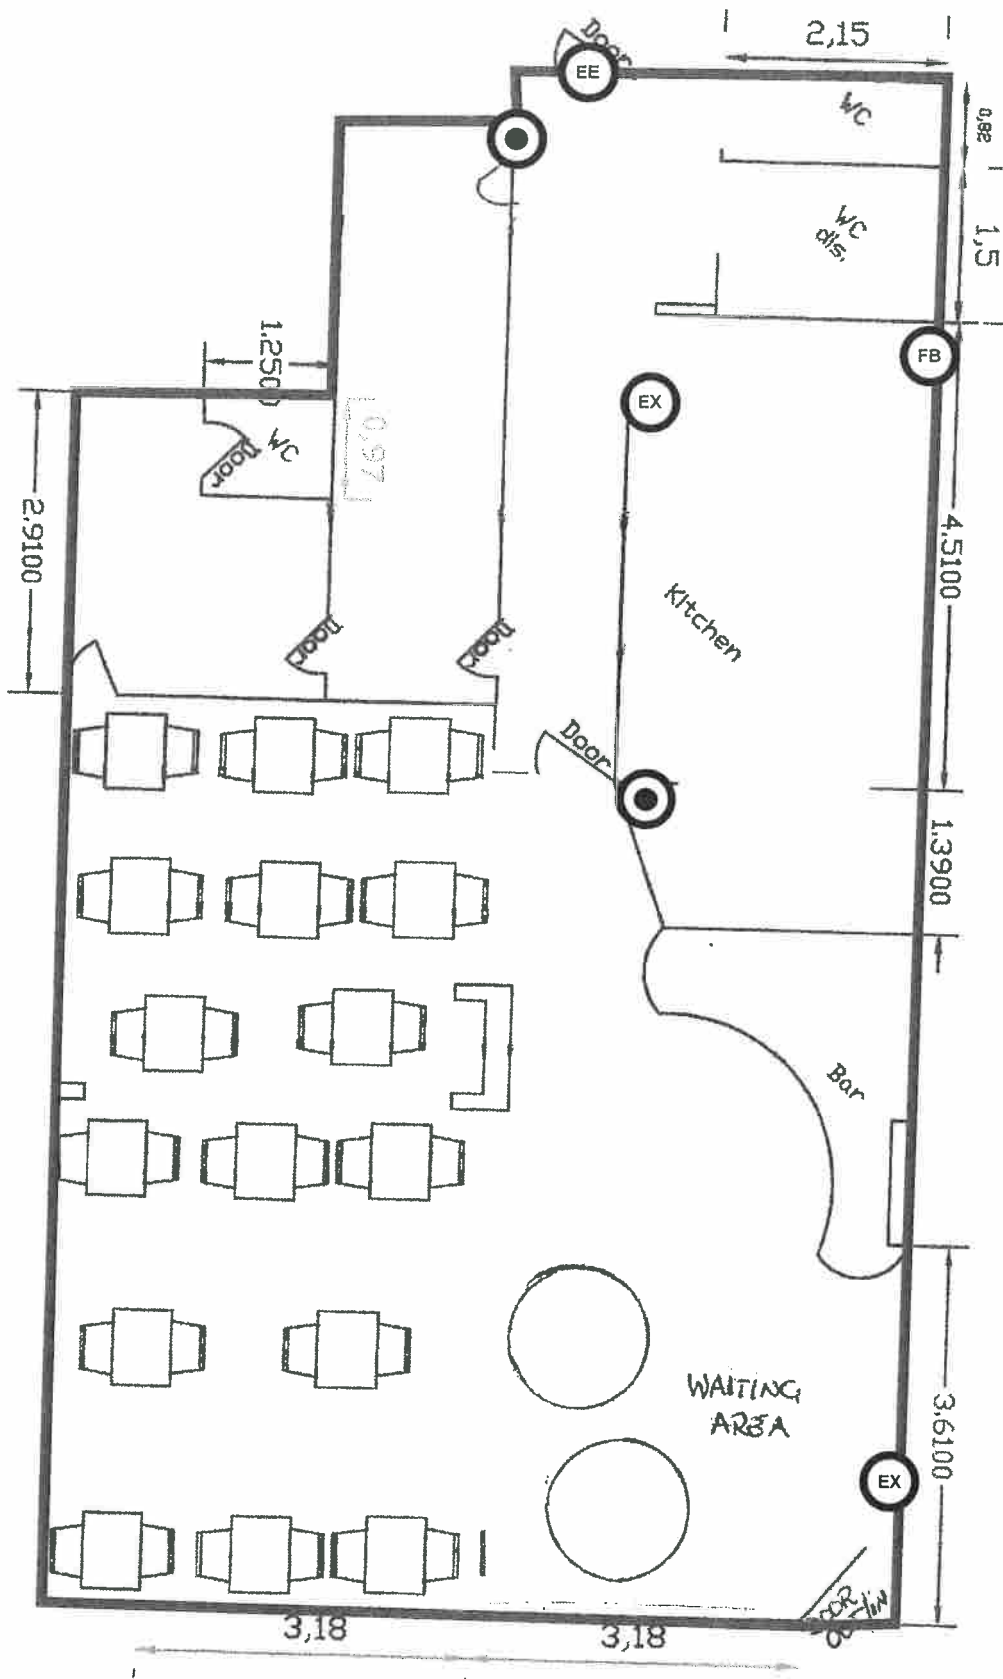 Door
2,15
EE
WC
0,82
WC
dis.
1,5
FB
1.2500
EX
WC
Door
0,97
2.9100
4.5100
Kitchen
Door
Door
Door
1.3900
Bar
WAITING
AREA
3.6100
EX
3,18
3,18